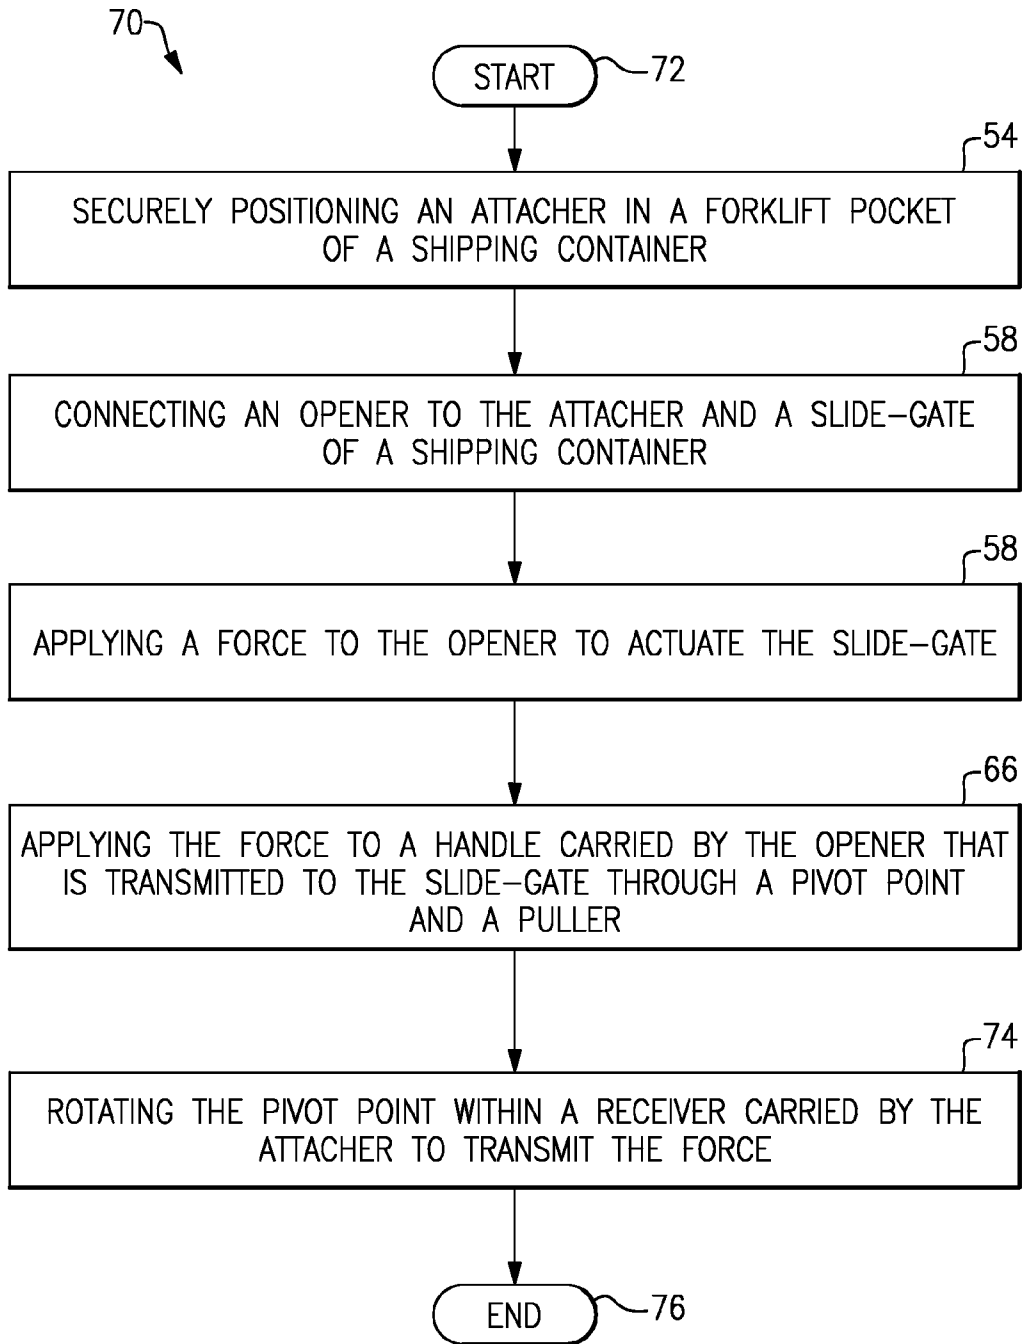 70
START
72
54
SECURELY POSITIONING AN ATTACHER IN A FORKLIFT POCKET
OF A SHIPPING CONTAINER
58
CONNECTING AN OPENER TO THE ATTACHER AND A SLIDE-GATE
OF A SHIPPING CONTAINER
58
APPLYING A FORCE TO THE OPENER TO ACTUATE THE SLIDE-GATE
66
APPLYING THE FORCE TO A HANDLE CARRIED BY THE OPENER THAT
IS TRANSMITTED TO THE SLIDE-GATE THROUGH A PIVOT POINT
AND A PULLER
74
ROTATING THE PIVOT POINT WITHIN A RECEIVER CARRIED BY THE
ATTACHER TO TRANSMIT THE FORCE
END
76